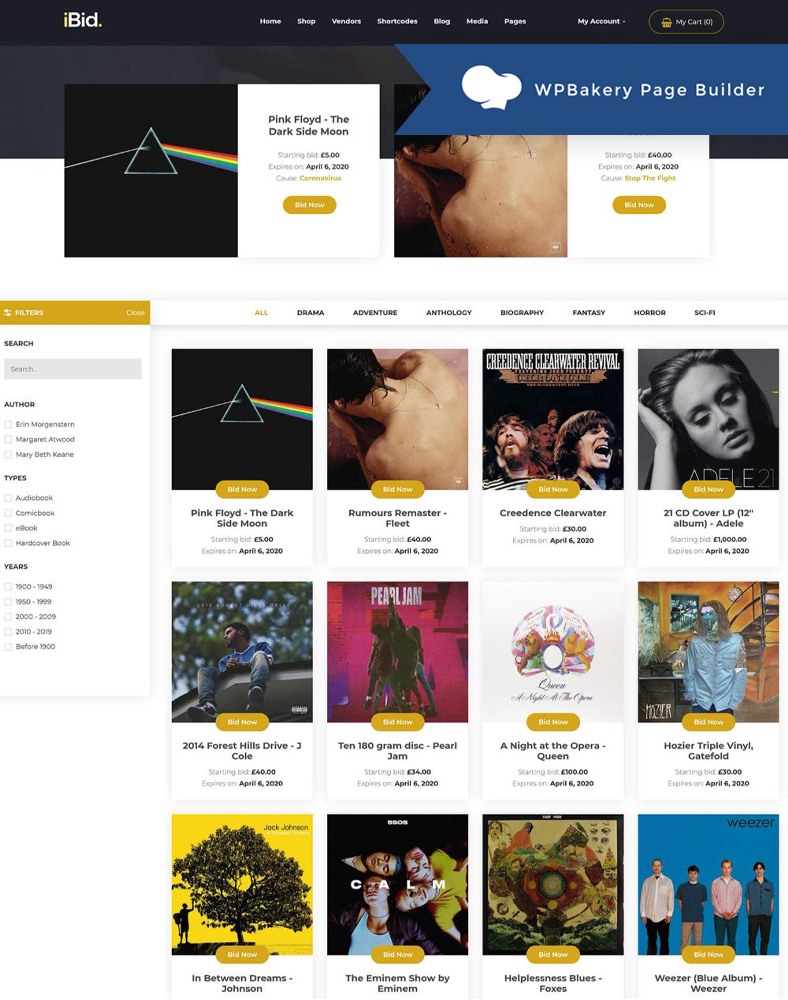 iBid.
Home Shop Vendors Shortcodes Blog Media Pages My Account My Cart (0)
WPBakery Page Builder
Pink Floyd - The
Dark Side Moon
Starting bid: £5.00
Expires on: April 6, 2020
Cause: Coronavirus
Bid Now
Starting bid: £40.00
Expires on: April 6, 2020
Cause: Stop The Fight
Bid Now
FILTERS Close
ALL DRAMA ADVENTURE ANTHOLOGY BIOGRAPHY FANTASY HORROR SCI-FI
SEARCH
Search...
AUTHOR
Erin Morgenstern
Margaret Atwood
Mary Beth Keane
TYPES
Audiobook
Comicbook
eBook
Hardcover Book
YEARS
1900 - 1949
1950 - 1999
2000 - 2009
2010 - 2019
Before 1900
Bid Now
Pink Floyd - The Dark
Side Moon
Starting bid: £5.00
Expires on: April 6, 2020
Bid Now
Rumours Remaster -
Fleet
Starting bid: £40.00
Expires on: April 6, 2020
CREEDENCE CLEARWATER REVIVAL
FEATURING JOHN FOGERTY
CHRONICLE
THE 20 GREATEST HITS
Bid Now
Creedence Clearwater
Starting bid: £30.00
Expires on: April 6, 2020
ADELE 21
Bid Now
21 CD Cover LP (12"
album) - Adele
Starting bid: £1,000.00
Expires on: April 6, 2020
2014 FOREST HILLS DRIVE
Bid Now
2014 Forest Hills Drive - J
Cole
Starting bid: £40.00
Expires on: April 6, 2020
PEARL JAM
Bid Now
Ten 180 gram disc - Pearl
Jam
Starting bid: £34.00
Expires on: April 6, 2020
Queen
A Night At The Opera
Bid Now
A Night at the Opera -
Queen
Starting bid: £100.00
Expires on: April 6, 2020
HOZIER
Bid Now
Hozier Triple Vinyl,
Gatefold
Starting bid: £30.00
Expires on: April 6, 2020
Jack Johnson
Bid Now
In Between Dreams -
Johnson
5SOS
C A L M
Bid Now
The Eminem Show by
Eminem
Bid Now
Helplessness Blues -
Foxes
weezer
Bid Now
Weezer (Blue Album) -
Weezer